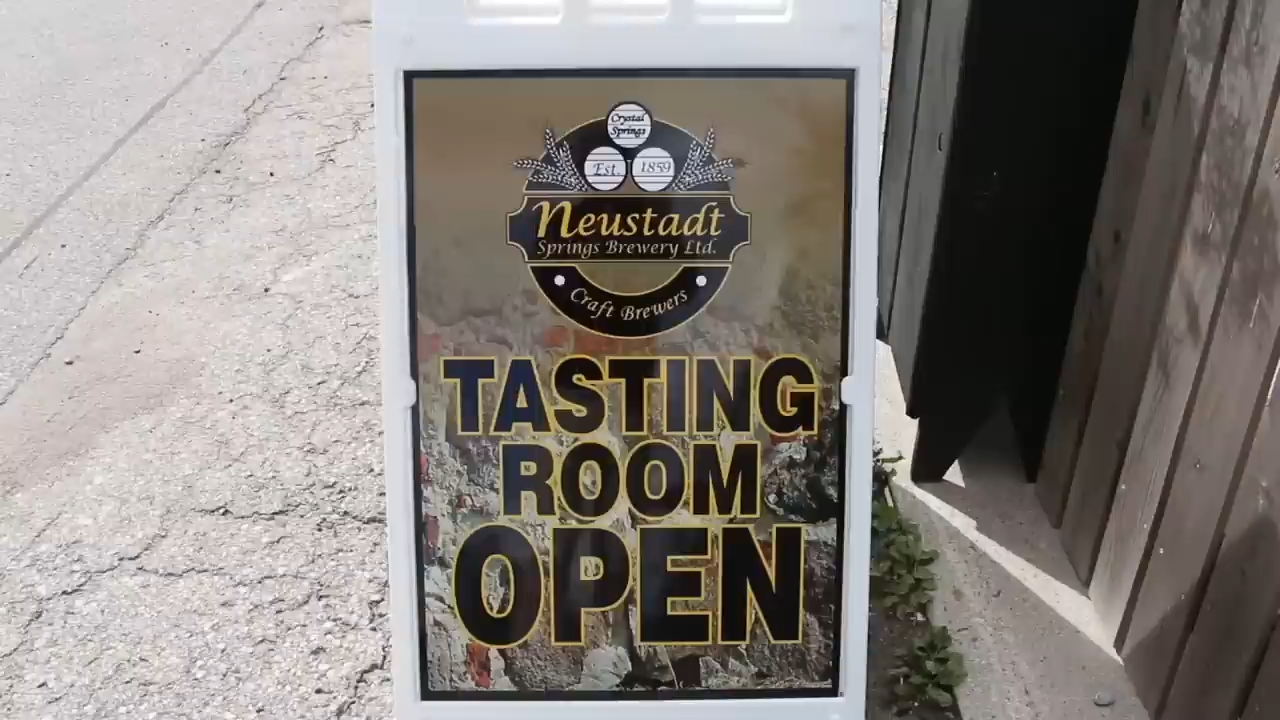 Crystal
Springs
Est. 1859
Neustadt
Springs Brewery Ltd.
Craft Brewers
TASTING
ROOM
OPEN